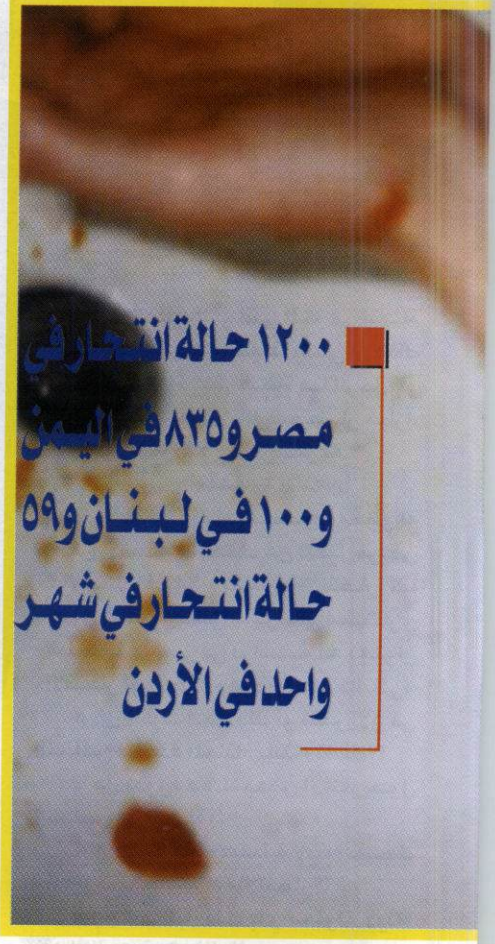 ١٢٠٠ حالة انتحار في
مصر و٨٣٥ في اليمن
و١٠٠ في لبنان و٥٩
حالة انتحار في شهر
واحد في الأردن